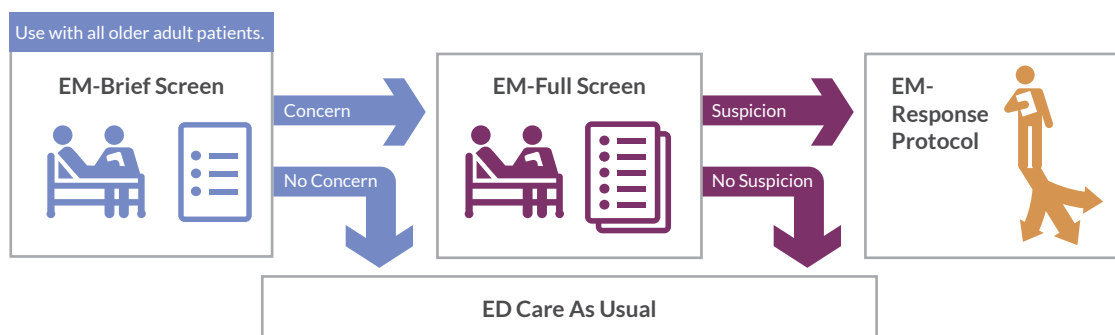 Use with all older adult patients.
EM-Brief Screen
Concern
No Concern
EM-Full Screen
Suspicion
No Suspicion
EM-
Response
Protocol
ED Care As Usual